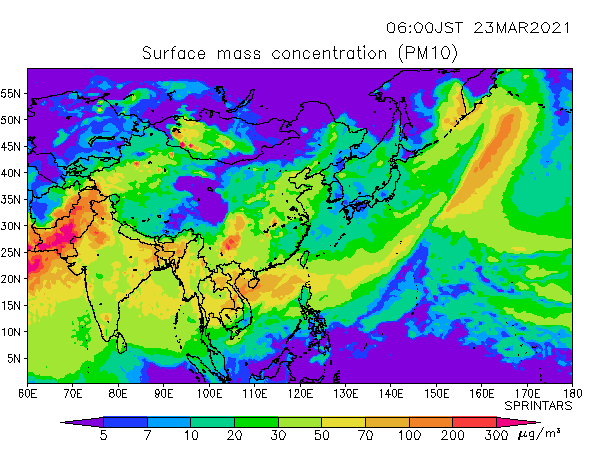 06:00JST 23MAR2021
Surface mass concentration (PM10)
55N
50N
45N
40N
35N
30N
25N
20N
15N
10N
5N
60E 70E 80E 90E 100E 110E 120E 130E 140E 150E 160E 170E 180
SPRINTARS
5 7 10 20 30 50 70 100 200 300 μg/m³